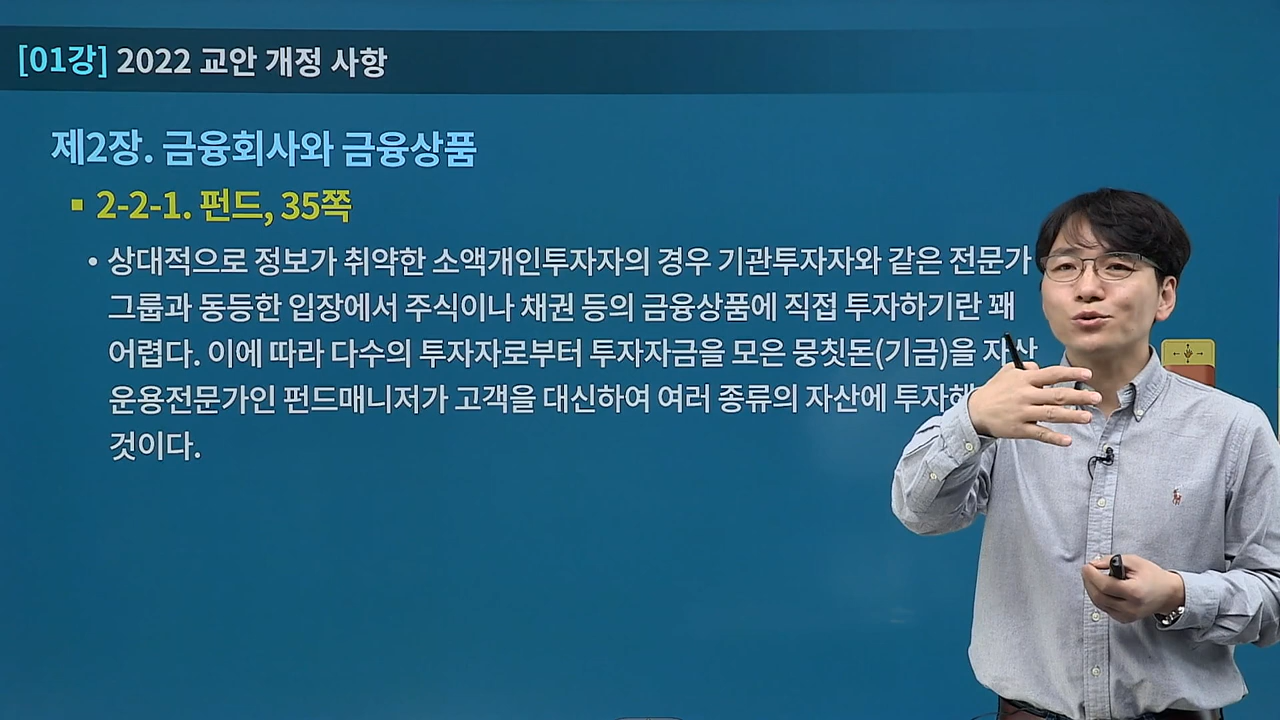 [01강] 2022 교안 개정 사항
제2장. 금융회사와 금융상품
▪ 2-2-1. 펀드, 35쪽
• 상대적으로 정보가 취약한 소액개인투자자의 경우 기관투자자와 같은 전문가
그룹과 동등한 입장에서 주식이나 채권 등의 금융상품에 직접 투자하기란 꽤
어렵다. 이에 따라 다수의 투자자로부터 투자자금을 모은 뭉칫돈(기금)을 자산
운용전문가인 펀드매니저가 고객을 대신하여 여러 종류의 자산에
것이다.